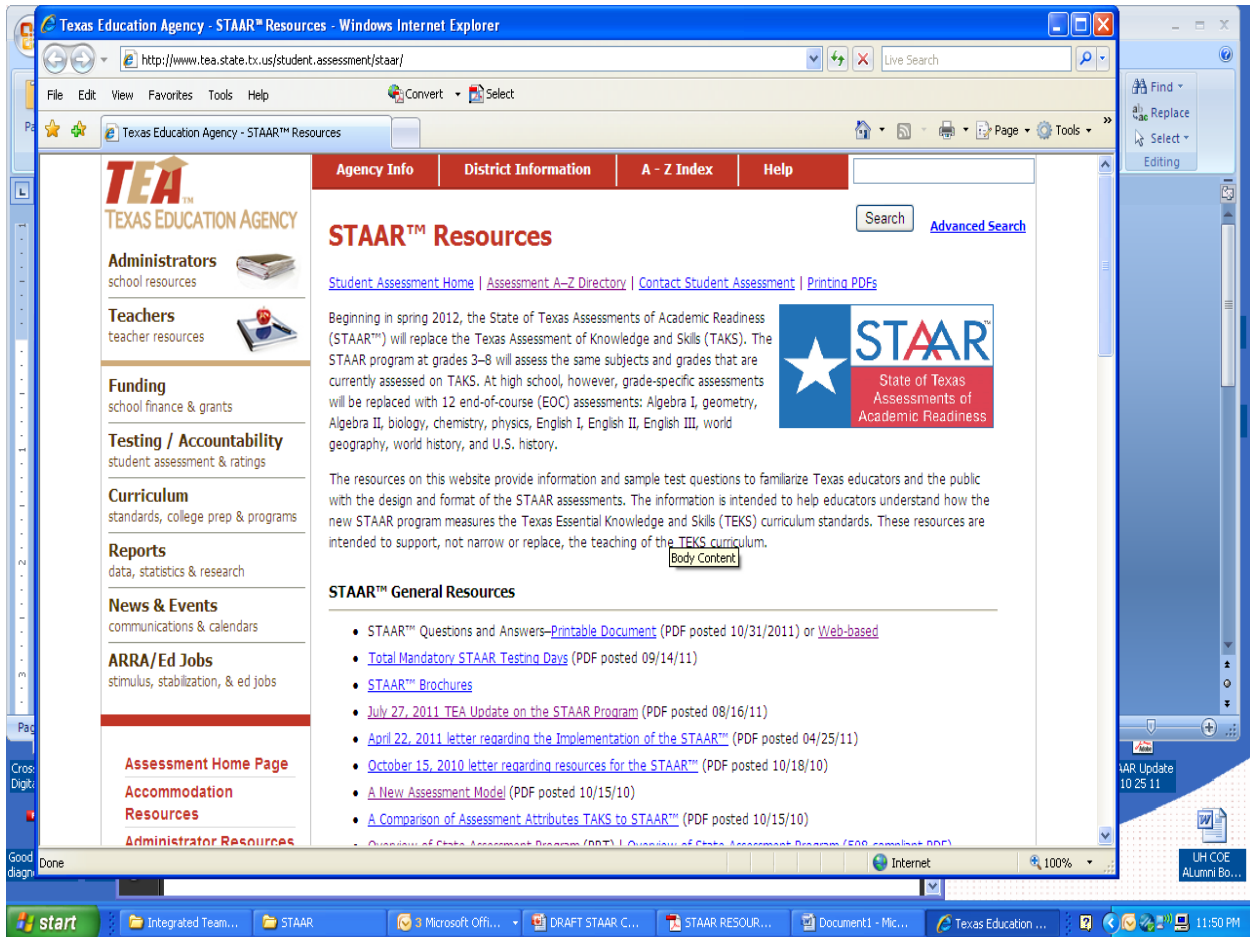 Texas Education Agency - STAAR™ Resources - Windows Internet Explorer
http://www.tea.state.tx.us/student.assessment/staar/
Live Search
File Edit View Favorites Tools Help
Convert Select
Texas Education Agency - STAAR™ Resources
Page Tools
Find
Replace
Select
Editing
TEA™
TEXAS EDUCATION AGENCY
Administrators
school resources
Teachers
teacher resources
Funding
school finance & grants
Testing / Accountability
student assessment & ratings
Curriculum
standards, college prep & programs
Reports
data, statistics & research
News & Events
communications & calendars
ARRA/Ed Jobs
stimulus, stabilization, & ed jobs
Assessment Home Page
Accommodation
Resources
Administrator Resources
Agency Info District Information A - Z Index Help
Search Advanced Search
STAAR™ Resources
Student Assessment Home | Assessment A–Z Directory | Contact Student Assessment | Printing PDFs
Beginning in spring 2012, the State of Texas Assessments of Academic Readiness
(STAAR™) will replace the Texas Assessment of Knowledge and Skills (TAKS). The
STAAR program at grades 3–8 will assess the same subjects and grades that are
currently assessed on TAKS. At high school, however, grade-specific assessments
will be replaced with 12 end-of-course (EOC) assessments: Algebra I, geometry,
Algebra II, biology, chemistry, physics, English I, English II, English III, world
geography, world history, and U.S. history.
STAAR™
State of Texas
Assessments of
Academic Readiness
The resources on this website provide information and sample test questions to familiarize Texas educators and the public
with the design and format of the STAAR assessments. The information is intended to help educators understand how the
new STAAR program measures the Texas Essential Knowledge and Skills (TEKS) curriculum standards. These resources are
intended to support, not narrow or replace, the teaching of the TEKS curriculum.
Body Content
STAAR™ General Resources
• STAAR™ Questions and Answers–Printable Document (PDF posted 10/31/2011) or Web-based
• Total Mandatory STAAR Testing Days (PDF posted 09/14/11)
• STAAR™ Brochures
• July 27, 2011 TEA Update on the STAAR Program (PDF posted 08/16/11)
• April 22, 2011 letter regarding the Implementation of the STAAR™ (PDF posted 04/25/11)
• October 15, 2010 letter regarding resources for the STAAR™ (PDF posted 10/18/10)
• A New Assessment Model (PDF posted 10/15/10)
• A Comparison of Assessment Attributes TAKS to STAAR™ (PDF posted 10/15/10)
• Overview of State Assessment Program (PPT) | Overview of State Assessment Program (508 compliant PDF)
Done Internet 100%
AAR Update
10 25 11
UH COE
ALumni Bo...
Good
start Integrated Team... STAAR 3 Microsoft Offi... DRAFT STAAR C... STAAR RESOUR... Document1 - Mic... Texas Education ... 11:50 PM